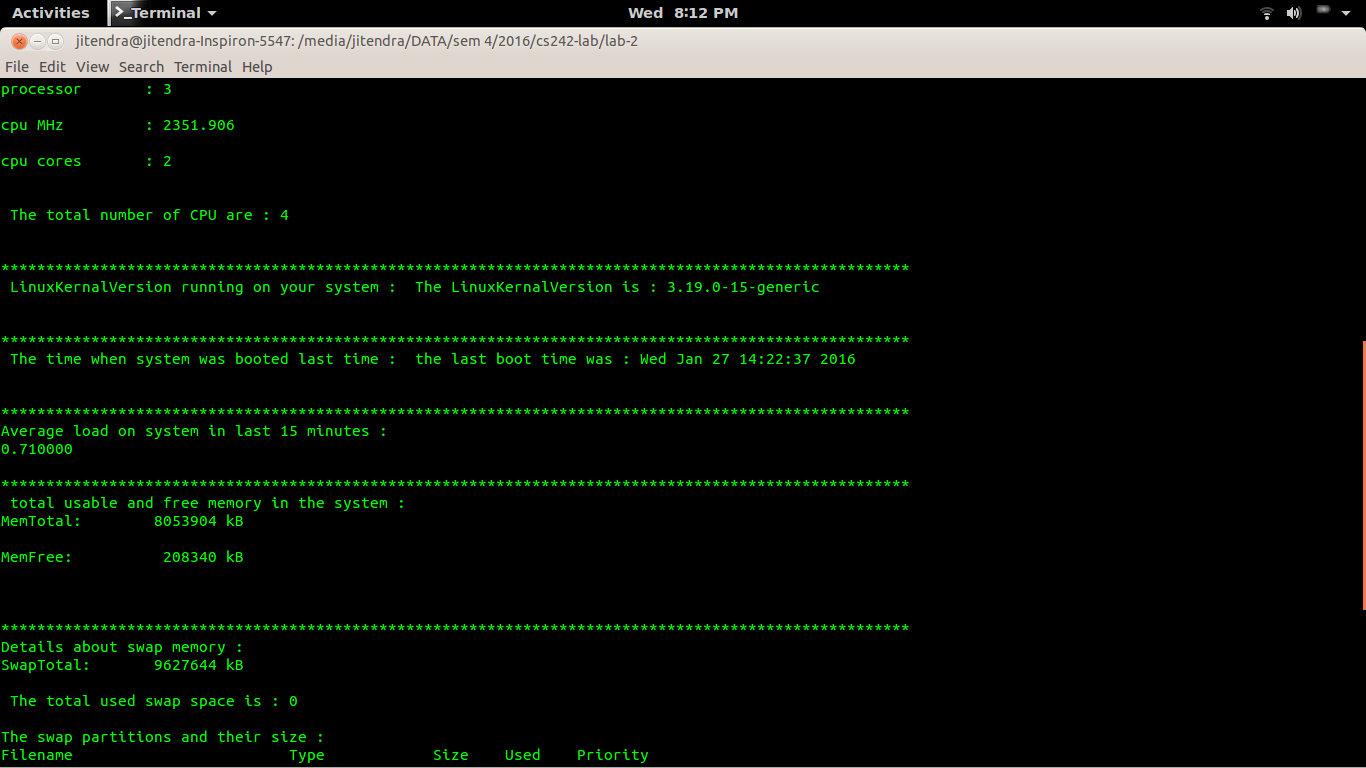 Activities Terminal Wed 8:12 PM
jitendra@jitendra-Inspiron-5547: /media/jitendra/DATA/sem 4/2016/cs242-lab/lab-2
File Edit View Search Terminal Help
processor : 3
cpu MHz : 2351.906
cpu cores : 2
The total number of CPU are : 4
*****************************************************************************************************
LinuxKernalVersion running on your system : The LinuxKernalVersion is : 3.19.0-15-generic
*****************************************************************************************************
The time when system was booted last time : the last boot time was : Wed Jan 27 14:22:37 2016
*****************************************************************************************************
Average load on system in last 15 minutes :
0.710000
*****************************************************************************************************
total usable and free memory in the system :
MemTotal: 8053904 kB
MemFree: 208340 kB
*****************************************************************************************************
Details about swap memory :
SwapTotal: 9627644 kB
The total used swap space is : 0
The swap partitions and their size :
Filename Type Size Used Priority